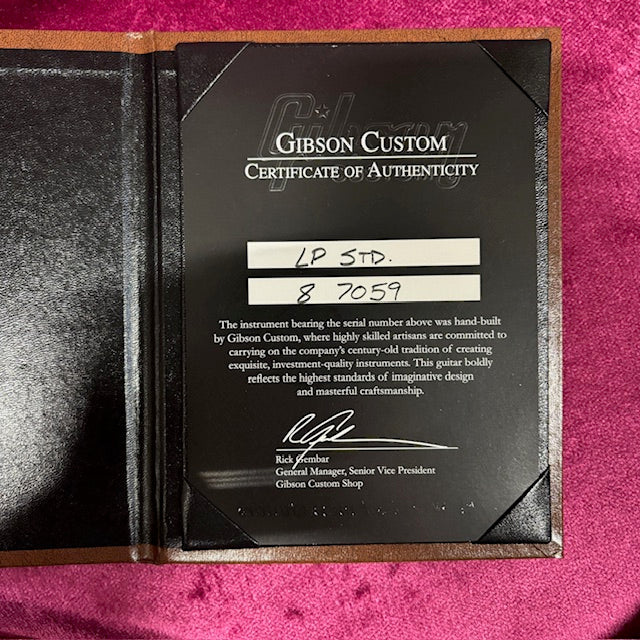 Gibson
GIBSON CUSTOM
CERTIFICATE OF AUTHENTICITY
LP STD.
8 7059
The instrument bearing the serial number above was hand-built
by Gibson Custom, where highly skilled artisans are committed to
carrying on the company's century-old tradition of creating
exquisite, investment-quality instruments. This guitar boldly
reflects the highest standards of imaginative design
and masterful craftsmanship.
Rick Gembar
General Manager, Senior Vice President
Gibson Custom Shop